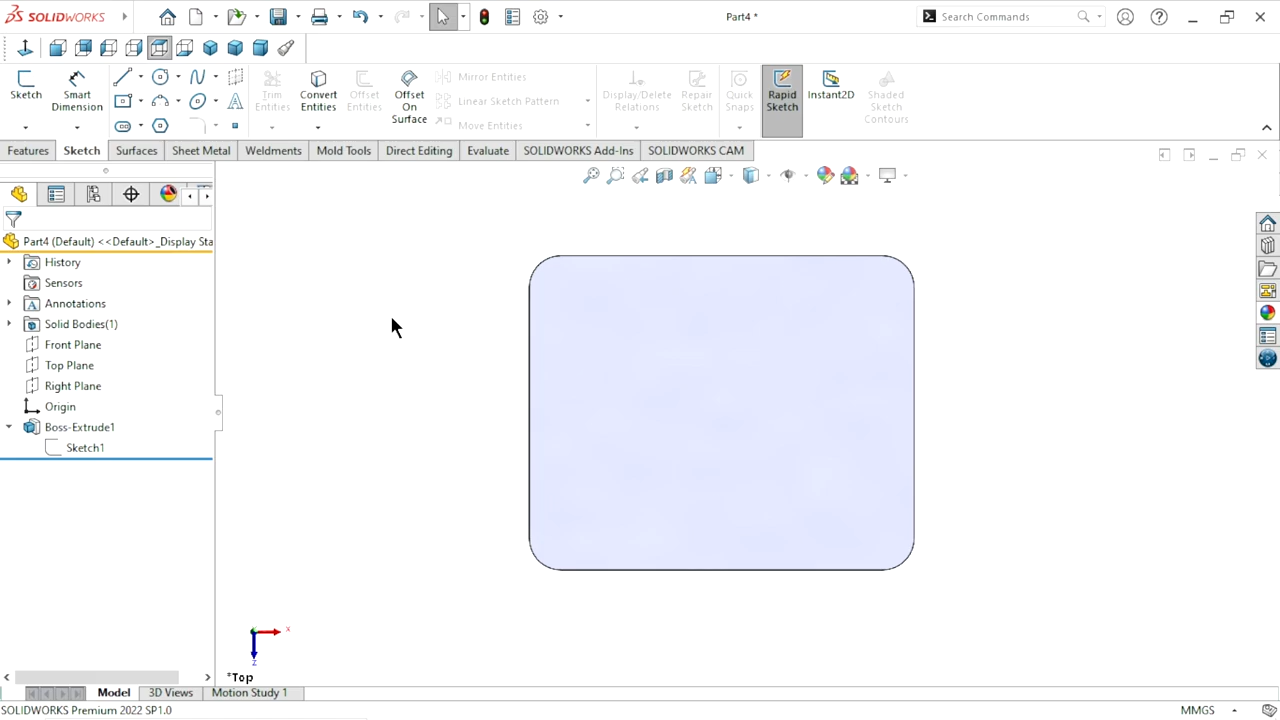 SOLIDWORKS
Part4 *
Search Commands
Sketch
Smart
Dimension
Trim
Entities
Convert
Entities
Offset
Entities
Offset
On
Surface
Mirror Entities
Linear Sketch Pattern
Move Entities
Display/Delete
Relations
Repair
Sketch
Quick
Snaps
Rapid
Sketch
Instant2D
Shaded
Sketch
Contours
Features
Sketch
Surfaces
Sheet Metal
Weldments
Mold Tools
Direct Editing
Evaluate
SOLIDWORKS Add-Ins
SOLIDWORKS CAM
Part4 (Default) <<Default>_Display Sta
History
Sensors
Annotations
Solid Bodies(1)
Front Plane
Top Plane
Right Plane
Origin
Boss-Extrude1
Sketch1
x
z
*Top
Model
3D Views
Motion Study 1
SOLIDWORKS Premium 2022 SP1.0
MMGS